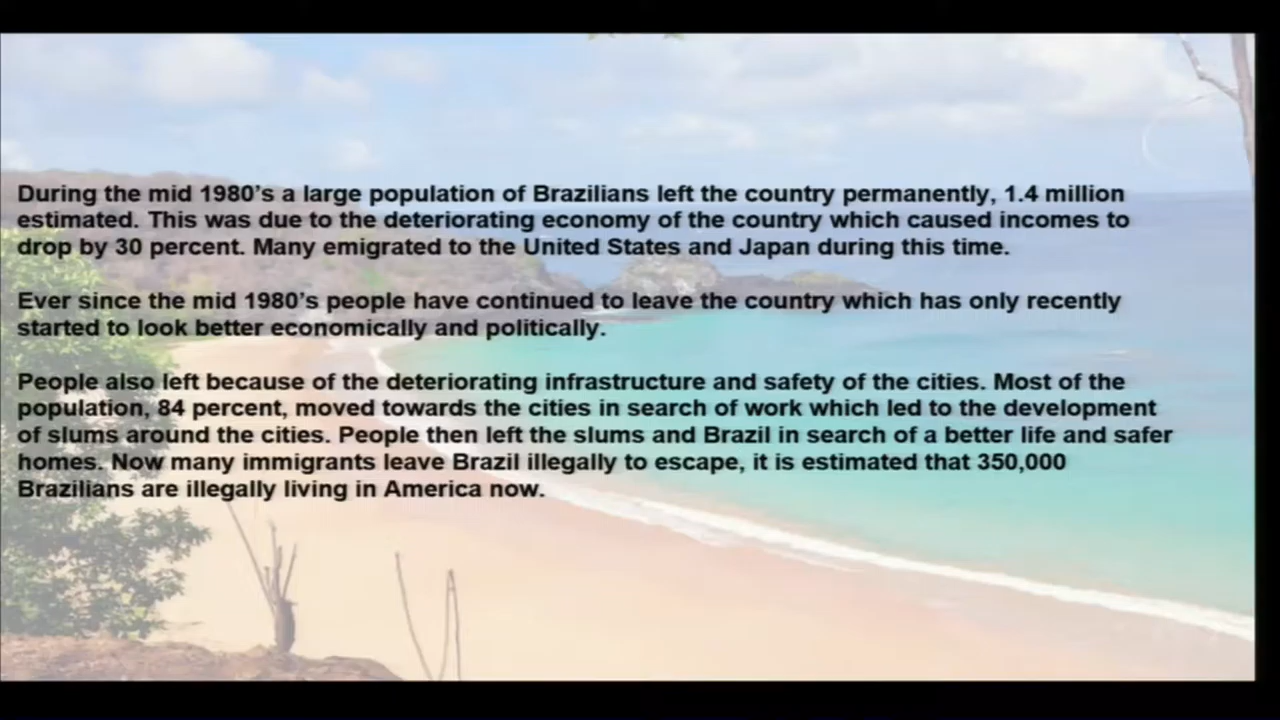 During the mid 1980’s a large population of Brazilians left the country permanently, 1.4 million
estimated. This was due to the deteriorating economy of the country which caused incomes to
drop by 30 percent. Many emigrated to the United States and Japan during this time.
Ever since the mid 1980’s people have continued to leave the country which has only recently
started to look better economically and politically.
People also left because of the deteriorating infrastructure and safety of the cities. Most of the
population, 84 percent, moved towards the cities in search of work which led to the development
of slums around the cities. People then left the slums and Brazil in search of a better life and safer
homes. Now many immigrants leave Brazil illegally to escape, it is estimated that 350,000
Brazilians are illegally living in America now.